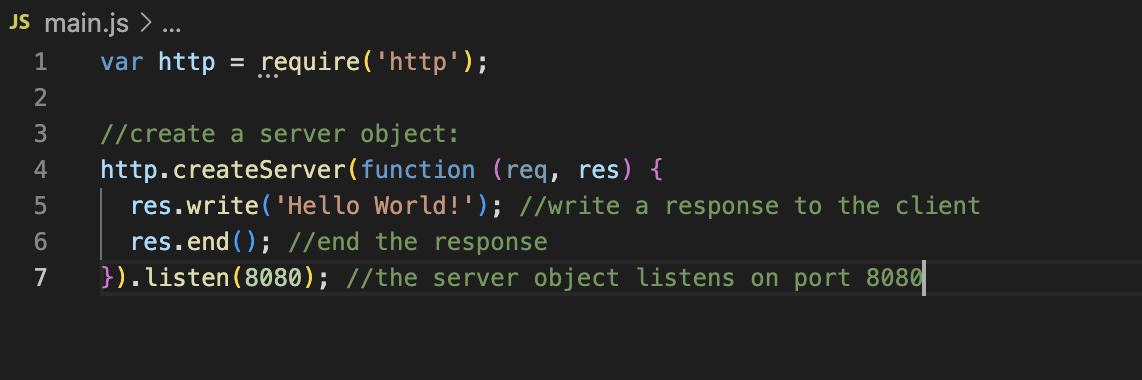 JS main.js > ...
1 var http = require('http');
2
3 //create a server object:
4 http.createServer(function (req, res) {
5   res.write('Hello World!'); //write a response to the client
6   res.end(); //end the response
7 }).listen(8080); //the server object listens on port 8080